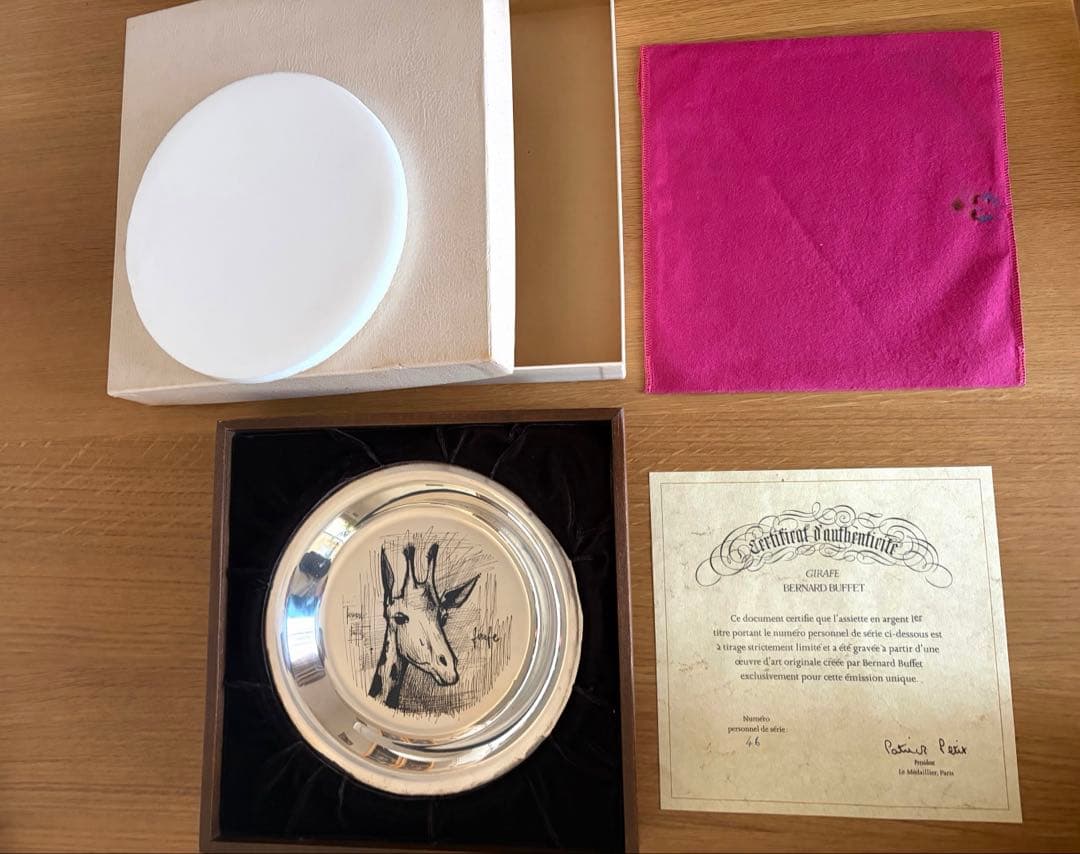 girafe
Certificat d'authenticité
GIRAFE
BERNARD BUFFET
Ce document certifie que l'assiette en argent 1er
titre portant le numéro personnel de série ci-dessous est
à tirage strictement limité et a été gravée à partir d'une
œuvre d'art originale créée par Bernard Buffet
exclusivement pour cette émission unique.
Numéro
personnel de série:
46
Président
Le Médaillier, Paris